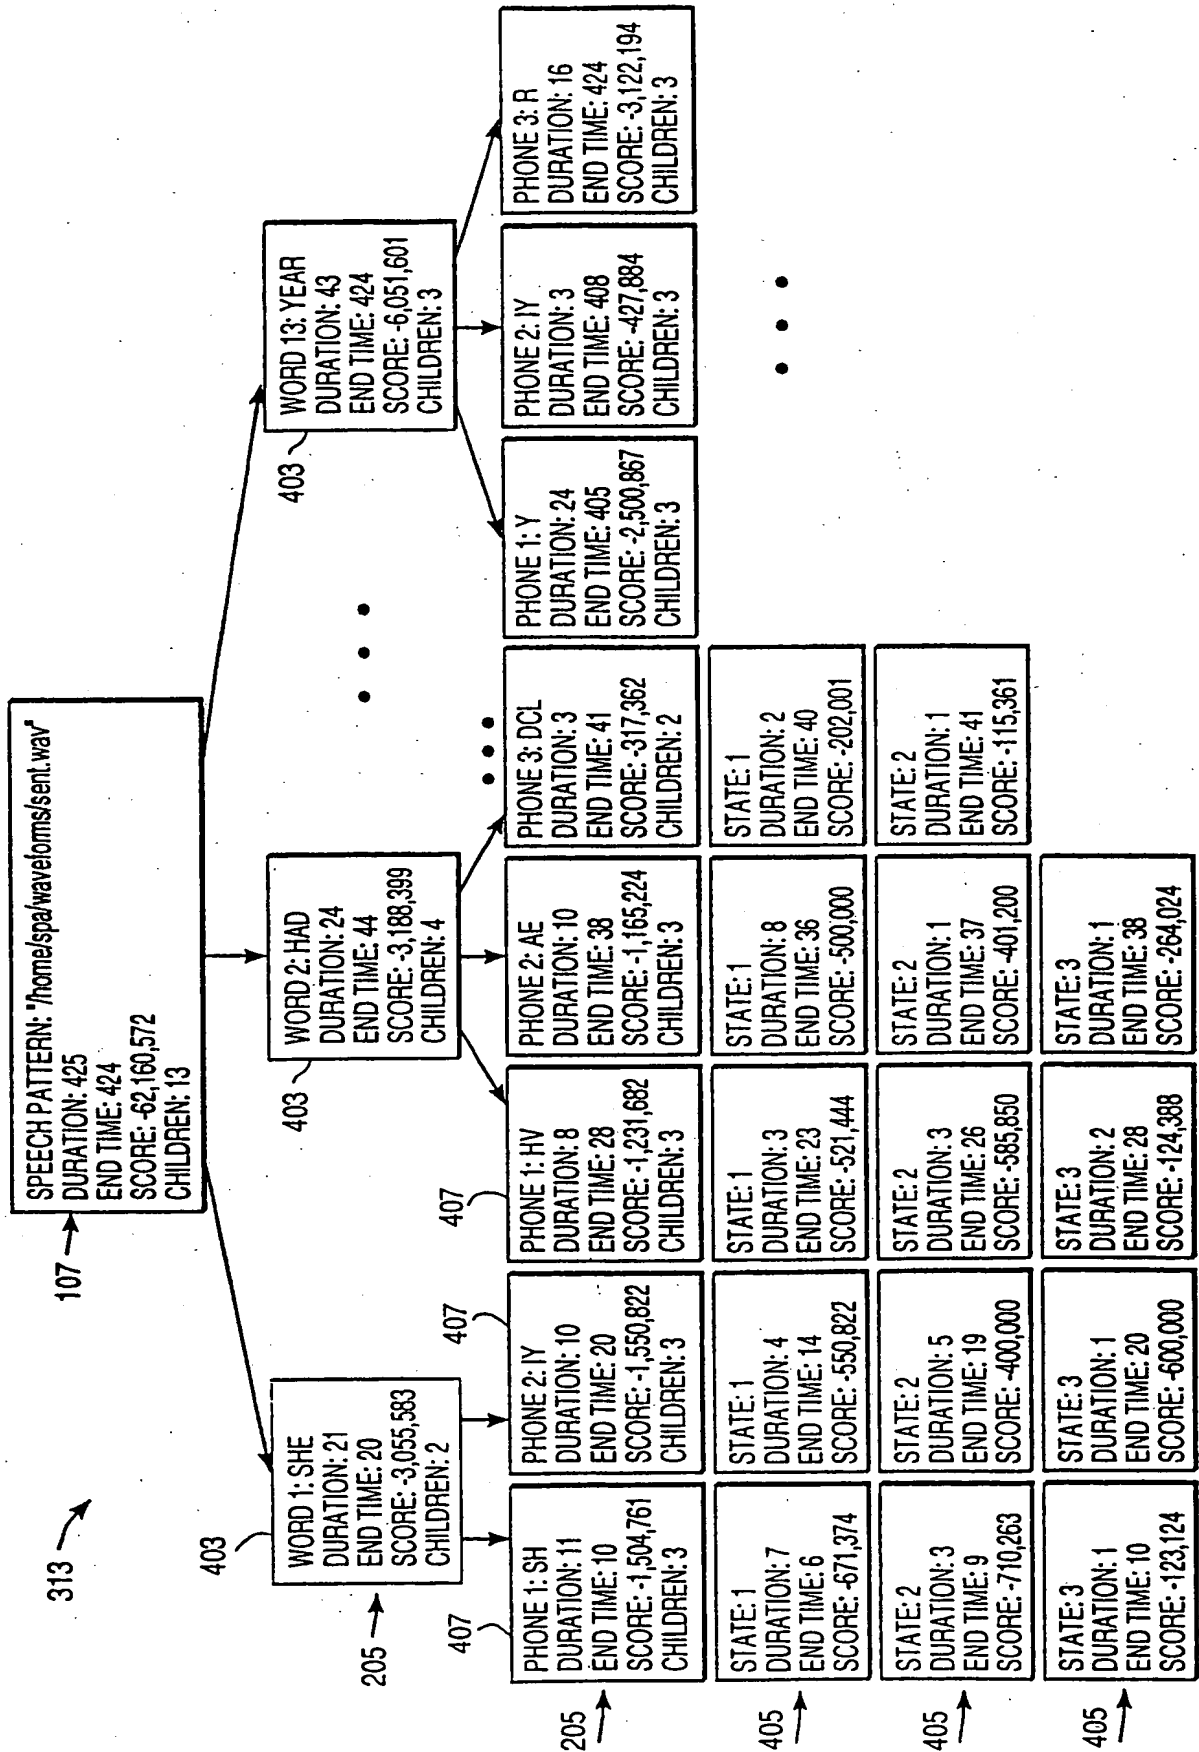 313
107
SPEECH PATTERN: "/home/spa/waveforms/sent.wav"
DURATION: 425
END TIME: 424
SCORE: -62,160,572
CHILDREN: 13
403
WORD 1: SHE
DURATION: 21
END TIME: 20
SCORE: -3,055,583
CHILDREN: 2
205
403
WORD 2: HAD
DURATION: 24
END TIME: 44
SCORE: -3,188,399
CHILDREN: 4
403
WORD 13: YEAR
DURATION: 43
END TIME: 424
SCORE: -6,051,601
CHILDREN: 3
205
407
PHONE 1: SH
DURATION: 11
END TIME: 10
SCORE: -1,504,761
CHILDREN: 3
407
PHONE 2: IY
DURATION: 10
END TIME: 20
SCORE: -1,550,822
CHILDREN: 3
407
PHONE 1: HV
DURATION: 8
END TIME: 28
SCORE: -1,231,682
CHILDREN: 3
PHONE 2: AE
DURATION: 10
END TIME: 38
SCORE: -1,165,224
CHILDREN: 3
PHONE 3: DCL
DURATION: 3
END TIME: 41
SCORE: -317,362
CHILDREN: 2
PHONE 1: Y
DURATION: 24
END TIME: 405
SCORE: -2,500,867
CHILDREN: 3
PHONE 2: IY
DURATION: 3
END TIME: 408
SCORE: -427,884
CHILDREN: 3
PHONE 3: R
DURATION: 16
END TIME: 424
SCORE: -3,122,194
CHILDREN: 3
405
STATE: 1
DURATION: 7
END TIME: 6
SCORE: -671,374
STATE: 1
DURATION: 4
END TIME: 14
SCORE: -550,822
STATE: 1
DURATION: 3
END TIME: 23
SCORE: -521,444
STATE: 1
DURATION: 8
END TIME: 36
SCORE: -500,000
STATE: 1
DURATION: 2
END TIME: 40
SCORE: -202,001
405
STATE: 2
DURATION: 3
END TIME: 9
SCORE: -710,263
STATE: 2
DURATION: 5
END TIME: 19
SCORE: -400,000
STATE: 2
DURATION: 3
END TIME: 26
SCORE: -585,850
STATE: 2
DURATION: 1
END TIME: 37
SCORE: -401,200
STATE: 2
DURATION: 1
END TIME: 41
SCORE: -115,361
405
STATE: 3
DURATION: 1
END TIME: 10
SCORE: -123,124
STATE: 3
DURATION: 1
END TIME: 20
SCORE: -600,000
STATE: 3
DURATION: 2
END TIME: 28
SCORE: -124,388
STATE: 3
DURATION: 1
END TIME: 38
SCORE: -264,024